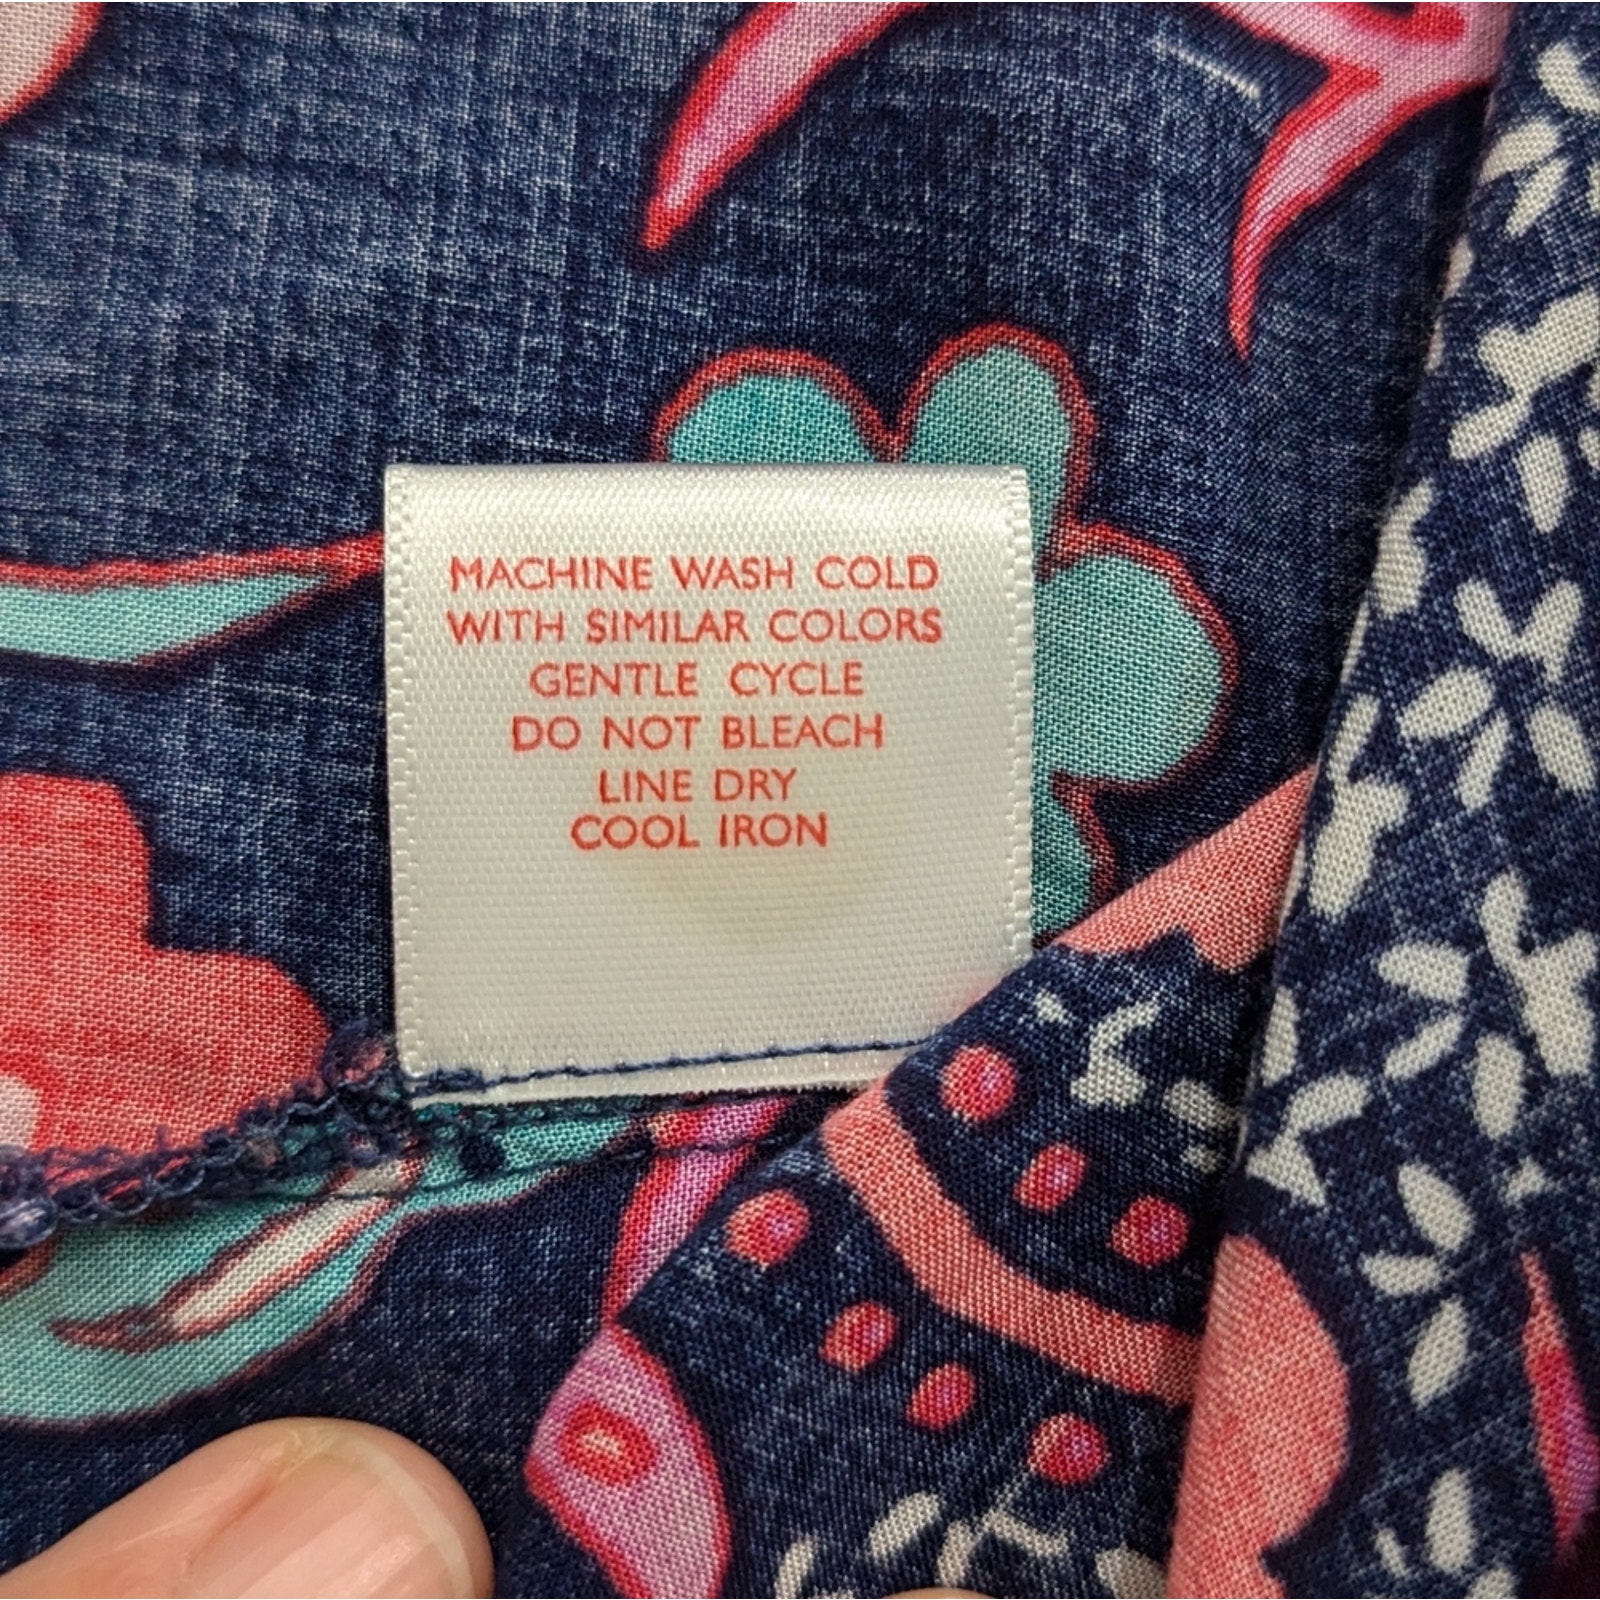 MACHINE WASH COLD
WITH SIMILAR COLORS
GENTLE CYCLE
DO NOT BLEACH
LINE DRY
COOL IRON